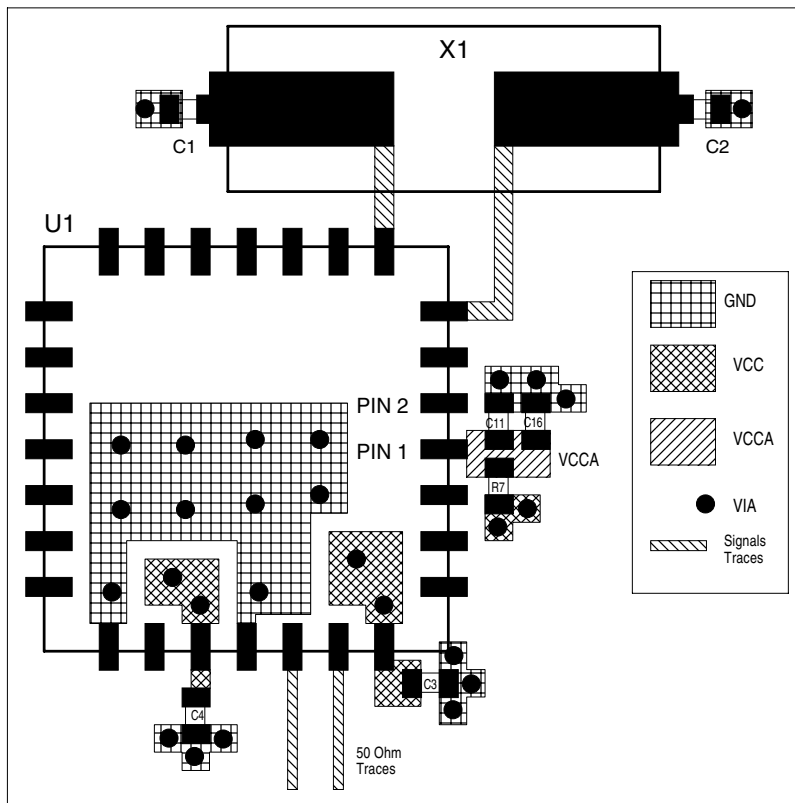 X1
C1
C2
U1
GND
VCC
PIN 2
C11
C16
PIN 1
VCCA
VCCA
R7
VIA
Signals
Traces
C3
C4
50 Ohm
Traces